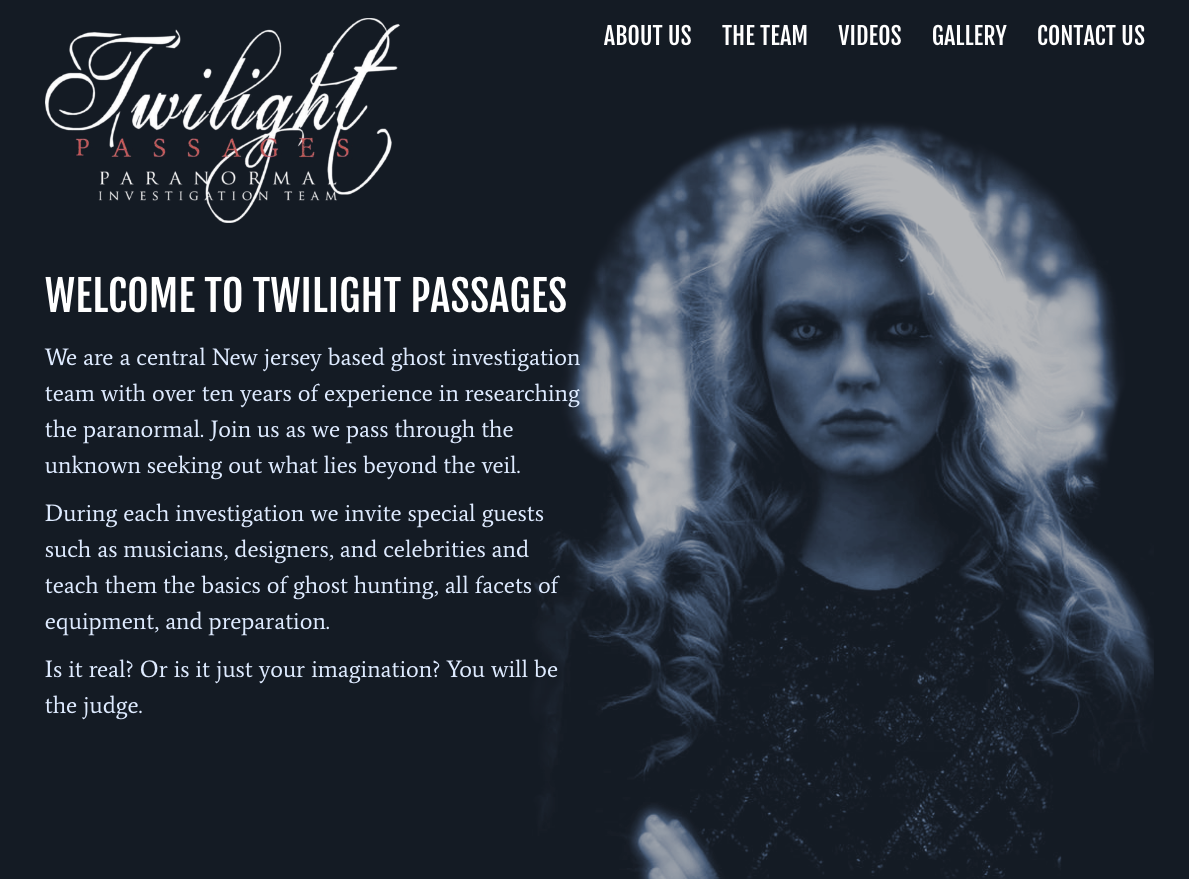 Twilight
PASSAGES
PARANORMAL
INVESTIGATION TEAM
ABOUT US THE TEAM VIDEOS GALLERY CONTACT US
WELCOME TO TWILIGHT PASSAGES
We are a central New jersey based ghost investigation
team with over ten years of experience in researching
the paranormal. Join us as we pass through the
unknown seeking out what lies beyond the veil.
During each investigation we invite special guests
such as musicians, designers, and celebrities and
teach them the basics of ghost hunting, all facets of
equipment, and preparation.
Is it real? Or is it just your imagination? You will be
the judge.